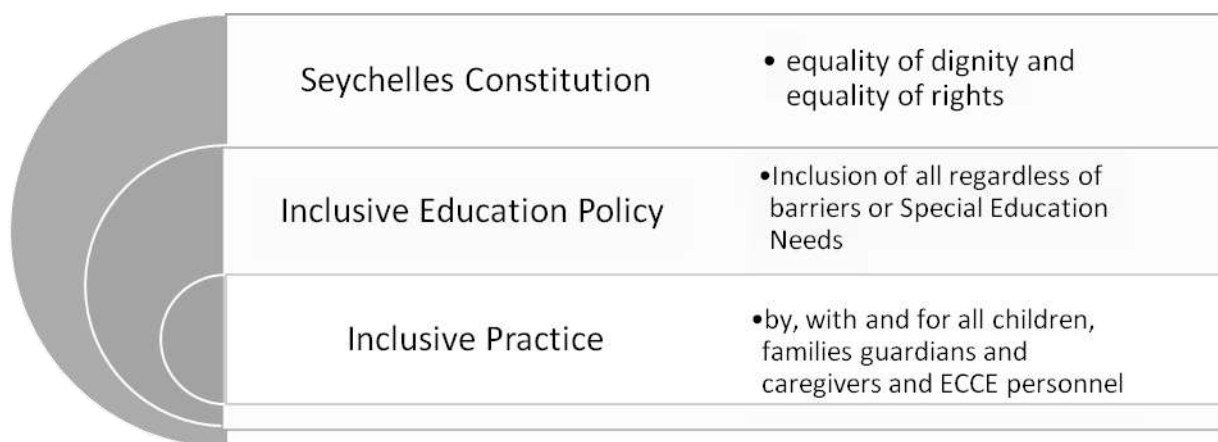 Seychelles Constitution
• equality of dignity and
equality of rights
Inclusive Education Policy
•Inclusion of all regardless of
barriers or Special Education
Needs
Inclusive Practice
•by, with and for all children,
families guardians and
caregivers and ECCE personnel